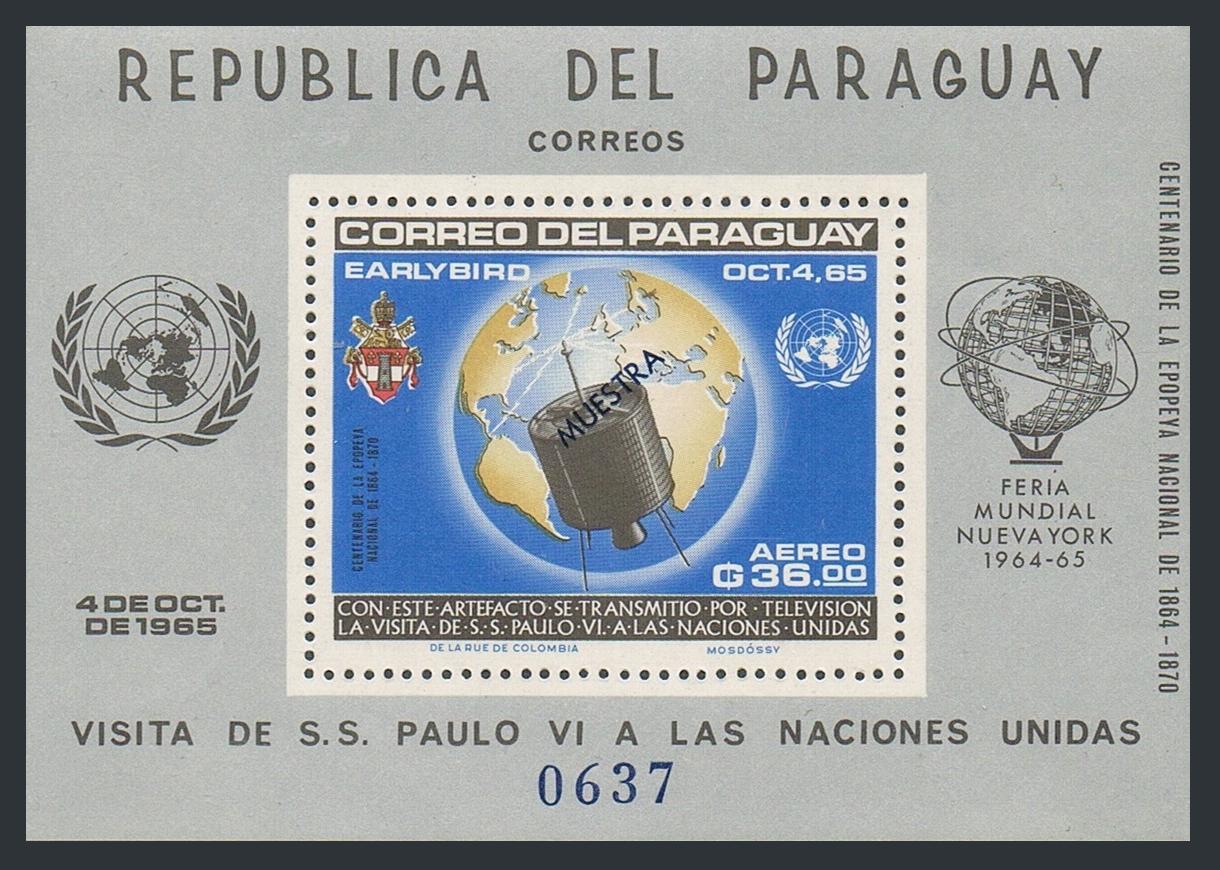 REPUBLICA DEL PARAGUAY
CORREOS
CORREO DEL PARAGUAY
EARLYBIRD
OCT.4,65
MUESTRA
CENTENARIO DE LA EPOPEYA
NACIONAL DE 1864-1870
AEREO
₲ 36.00
CON·ESTE·ARTEFACTO·SE·TRANSMITIO·POR·TELEVISION
LA·VISITA·DE·S.·S.·PAULO·VI·A·LAS·NACIONES·UNIDAS
DE LA RUE DE COLOMBIA
MOSDÓSSY
4 DE OCT.
DE 1965
FERIA
MUNDIAL
NUEVA YORK
1964-65
CENTENARIO DE LA EPOPEYA NACIONAL DE 1864-1870
VISITA DE S.S. PAULO VI A LAS NACIONES UNIDAS
0637